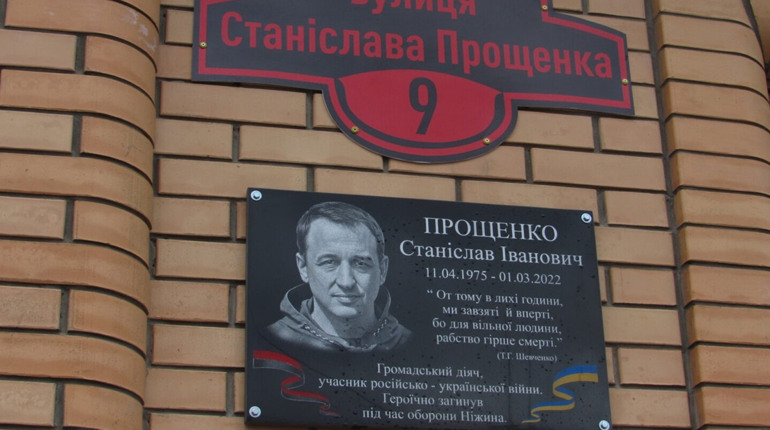 вулиця
Станіслава Прощенка
9
ПРОЩЕНКО
Станіслав Іванович
11.04.1975 - 01.03.2022
“ От тому в лихі години,
ми завзяті й вперті,
бо для вільної людини,
рабство гірше смерті.”
(Т.Г. Шевченко)
Громадський діяч,
учасник російсько - української війни.
Героїчно загинув
під час оборони Ніжина.